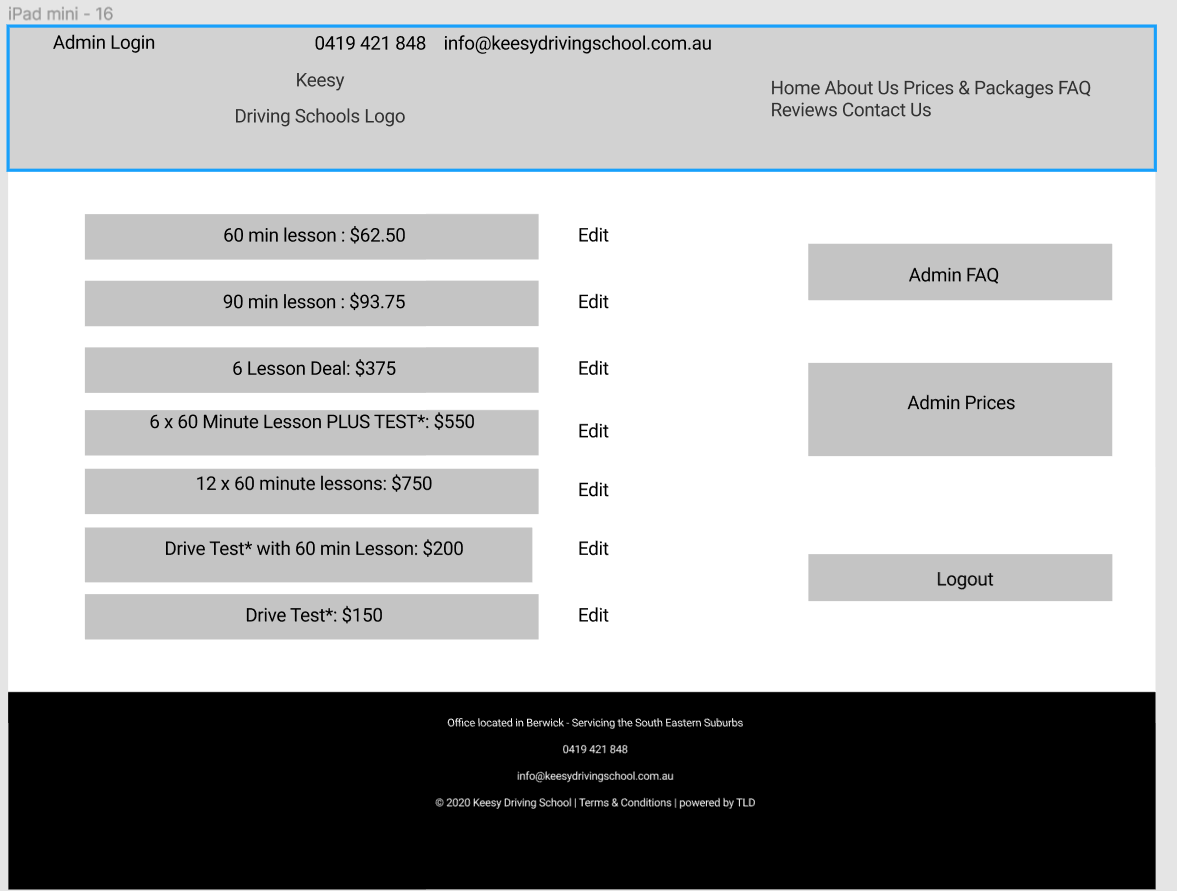 iPad mini - 16
Admin Login 0419 421 848 info@keesydrivingschool.com.au
Keesy
Driving Schools Logo
Home About Us Prices & Packages FAQ
Reviews Contact Us
60 min lesson : $62.50 Edit
90 min lesson : $93.75 Edit
6 Lesson Deal: $375 Edit
6 x 60 Minute Lesson PLUS TEST*: $550 Edit
12 x 60 minute lessons: $750 Edit
Drive Test* with 60 min Lesson: $200 Edit
Drive Test*: $150 Edit
Admin FAQ
Admin Prices
Logout
Office located in Berwick - Servicing the South Eastern Suburbs
0419 421 848
info@keesydrivingschool.com.au
© 2020 Keesy Driving School | Terms & Conditions | powered by TLD